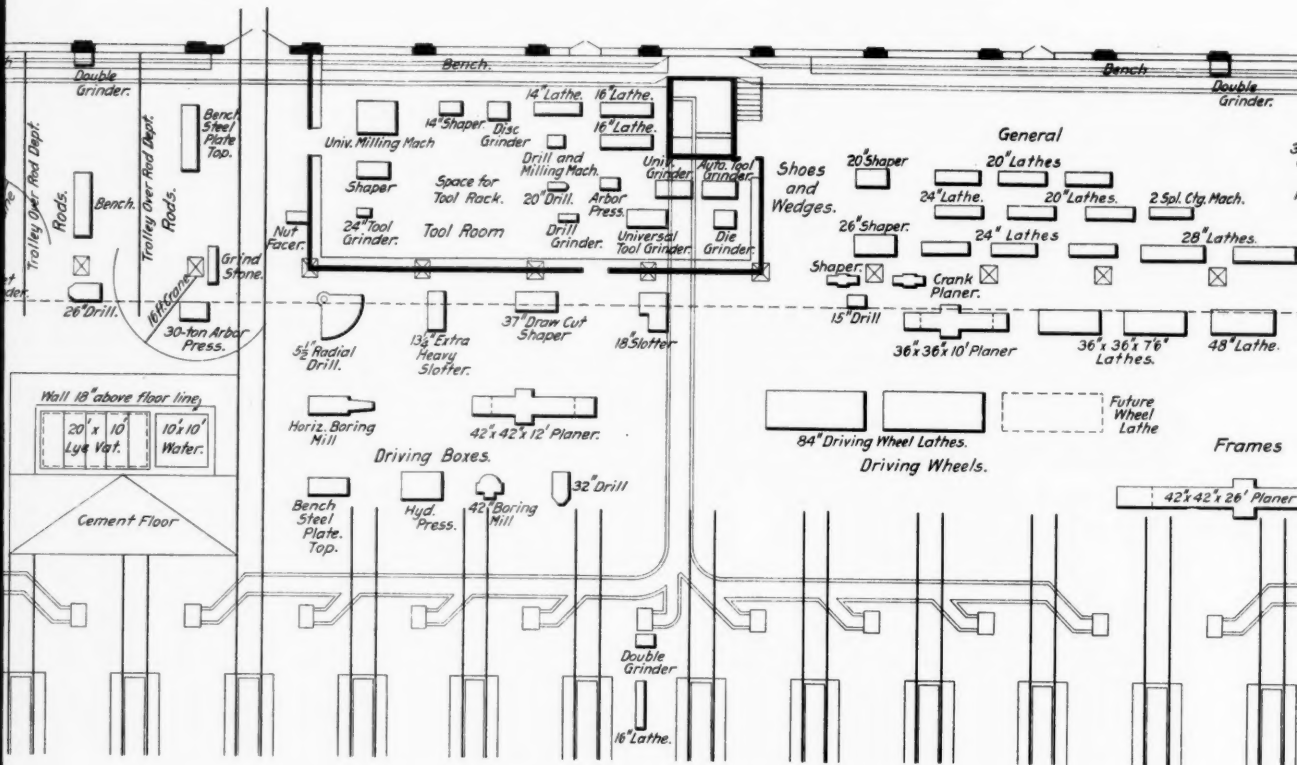 Bench.
Bench
Double
Grinder.
Double
Grinder.
Trolley Over Rod Dept.
Rods.
Bench.
Trolley Over Rod Dept.
Rods.
Bench
Steel
Plate
Top.
Grind
Stone.
26"Drill.
16ft.Crane
30-ton Arbor
Press.
Nut
Facer.
Univ. Milling Mach
14"Shaper.
Disc
Grinder
14"Lathe.
16"Lathe.
16"Lathe.
Drill and
Milling Mach.
Shaper
Space for
Tool Rack.
20"Drill.
Arbor
Press.
Univ.
Grinder.
Auto. Tool
Grinder.
24"Tool
Grinder.
Tool Room
Drill
Grinder.
Universal
Tool Grinder.
Die
Grinder.
Shoes
and
Wedges.
General
20"Shaper
20"Lathes
24"Lathe.
20"Lathes.
2 Spl. Ctg. Mach.
26"Shaper.
24" Lathes
28"Lathes.
Shaper.
Crank
Planer.
15"Drill
5½" Radial
Drill.
13¼" Extra
Heavy
Slotter.
37"Draw Cut
Shaper
18"Slotter
36"x 36"x 10' Planer
36"x 36"x 7'6"
Lathes.
48"Lathe.
Wall 18"above floor line,
20' x 10'
Lye Vat.
10'x10'
Water.
Cement Floor
Horiz. Boring
Mill
42"x 42"x 12' Planer.
Driving Boxes.
Bench
Steel
Plate.
Top.
Hyd.
Press.
42"Boring
Mill
32"Drill
84"Driving Wheel Lathes.
Future
Wheel
Lathe
Driving Wheels.
Frames
42"x 42"x 26' Planer
Double
Grinder
16"Lathe.